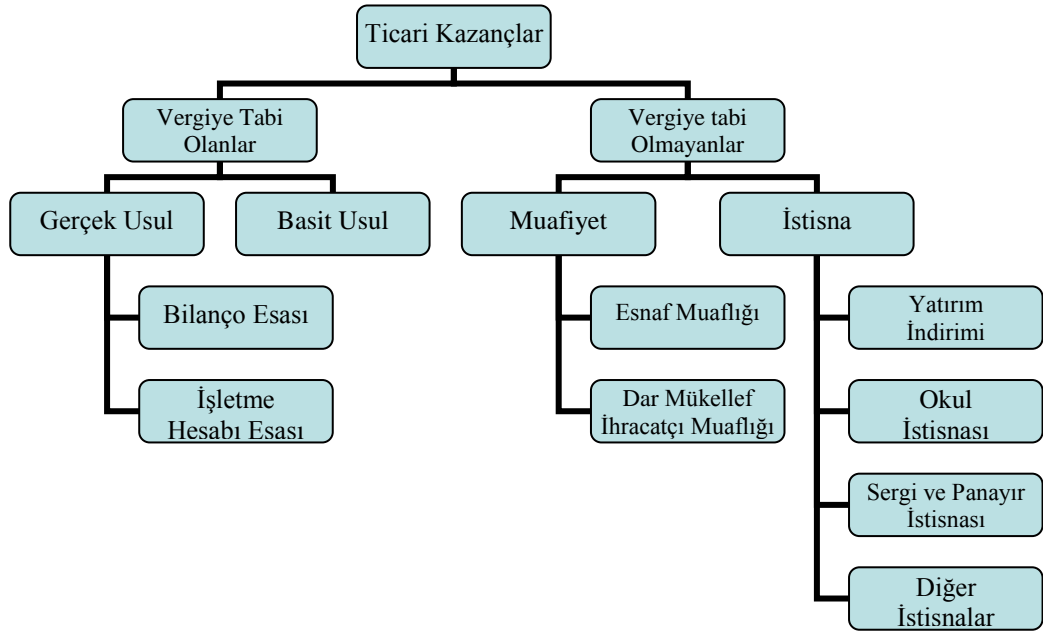 Ticari Kazançlar
Vergiye Tabi
Olanlar
Vergiye tabi
Olmayanlar
Gerçek Usul
Basit Usul
Muafiyet
İstisna
Bilanço Esası
İşletme
Hesabı Esası
Esnaf Muaflığı
Dar Mükellef
İhracatçı Muaflığı
Yatırım
İndirimi
Okul
İstisnası
Sergi ve Panayır
İstisnası
Diğer
İstisnalar